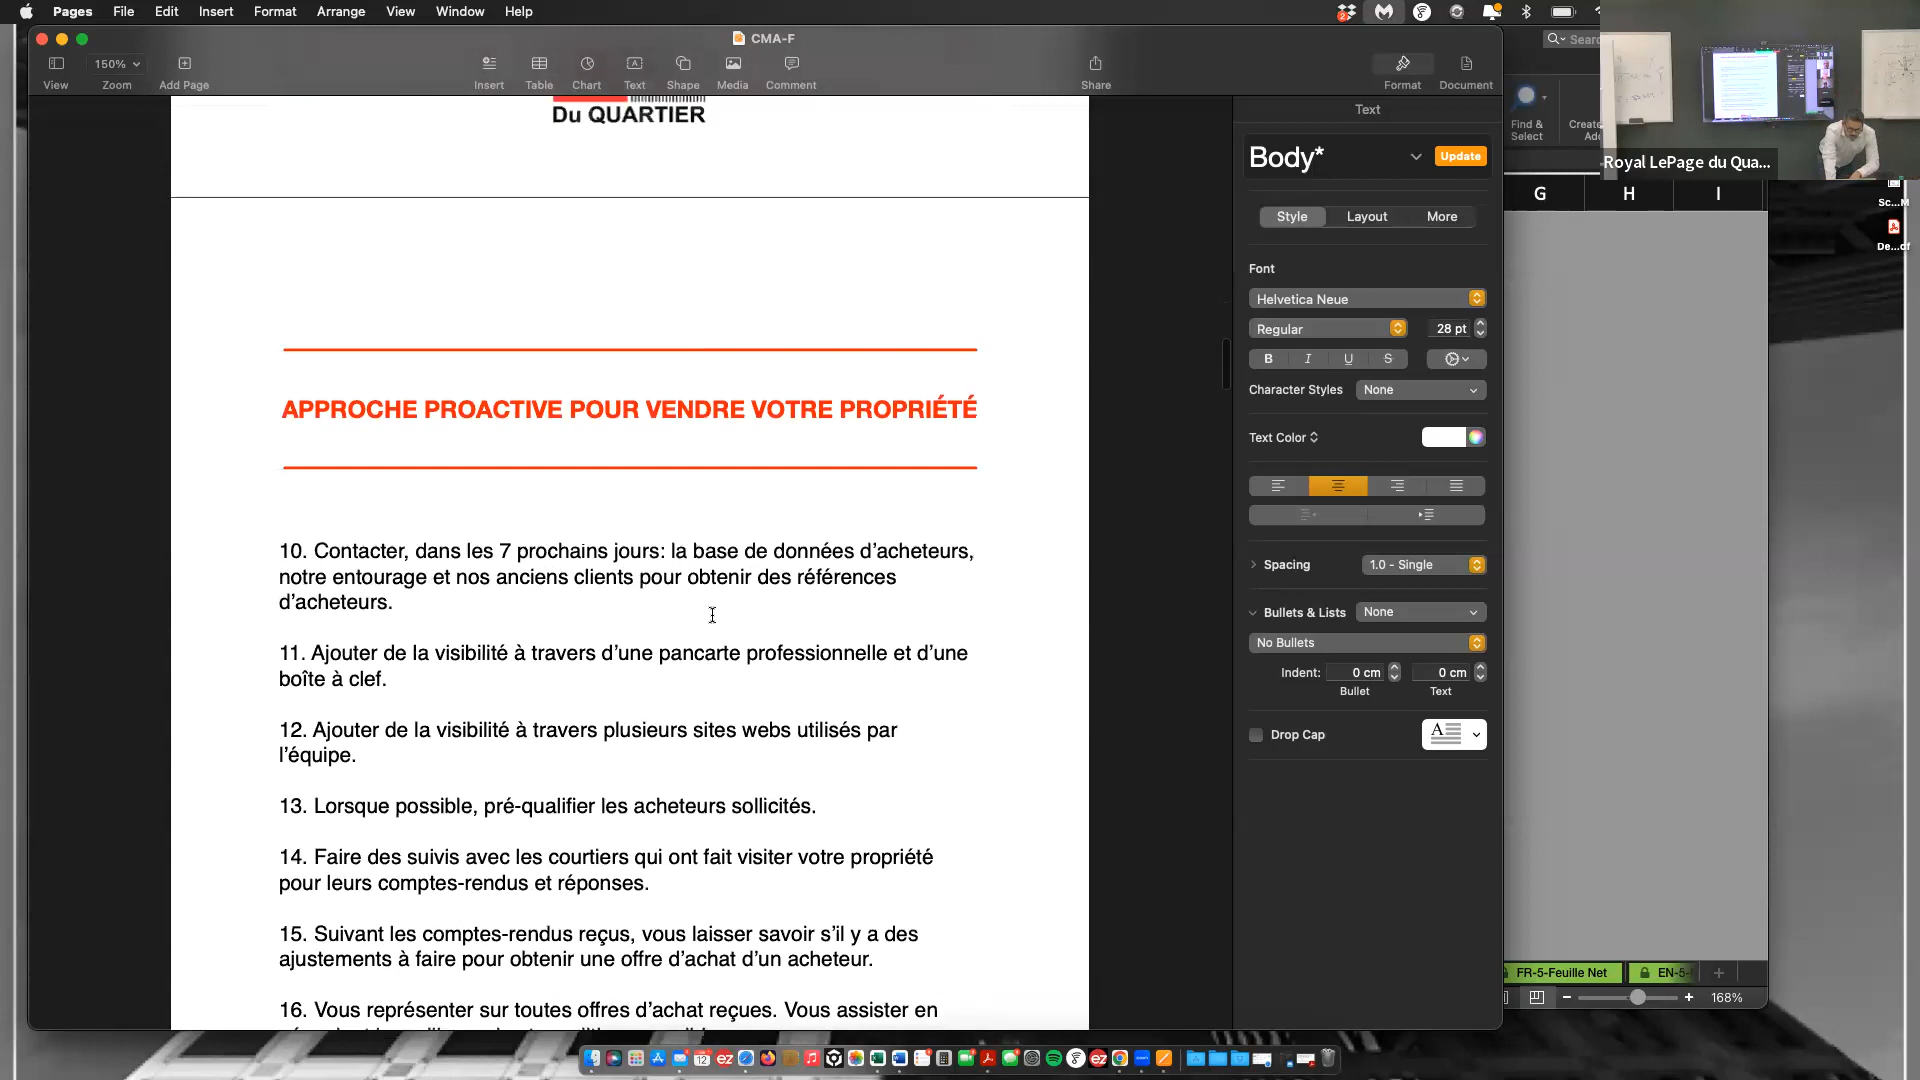 Pages File Edit Insert Format Arrange View Window Help
CMA-F
150%
View Zoom Add Page Insert Table Chart Text Shape Media Comment Share Format Document
Du QUARTIER
APPROCHE PROACTIVE POUR VENDRE VOTRE PROPRIÉTÉ
10. Contacter, dans les 7 prochains jours: la base de données d’acheteurs,
notre entourage et nos anciens clients pour obtenir des références
d’acheteurs.
11. Ajouter de la visibilité à travers d’une pancarte professionnelle et d’une
boîte à clef.
12. Ajouter de la visibilité à travers plusieurs sites webs utilisés par
l’équipe.
13. Lorsque possible, pré-qualifier les acheteurs sollicités.
14. Faire des suivis avec les courtiers qui ont fait visiter votre propriété
pour leurs comptes-rendus et réponses.
15. Suivant les comptes-rendus reçus, vous laisser savoir s’il y a des
ajustements à faire pour obtenir une offre d’achat d’un acheteur.
16. Vous représenter sur toutes offres d’achat reçues. Vous assister en
Text
Body*
Update
Style Layout More
Font
Helvetica Neue
Regular 28 pt
B I U S
Character Styles None
Text Color
Spacing 1.0 - Single
Bullets & Lists None
No Bullets
Indent: 0 cm 0 cm
Bullet Text
Drop Cap
Find &
Select
Royal LePage du Qua...
G H I
Sc...M
De...df
FR-5-Feuille Net EN-5-
168%